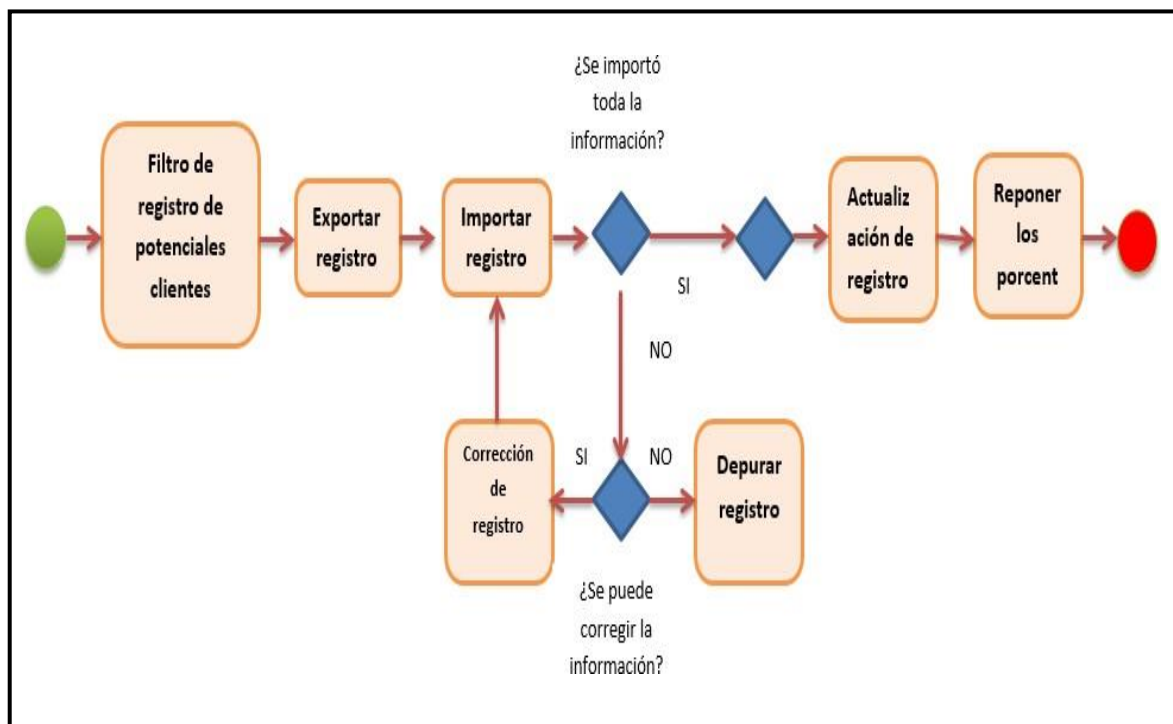 ¿Se importó
toda la
información?
Filtro de
registro de
potenciales
clientes
Exportar
registro
Importar
registro
SI
Actualiz
ación de
registro
Reponer
los
porcent
NO
Corrección
de
registro
SI
NO
Depurar
registro
¿Se puede
corregir la
información?